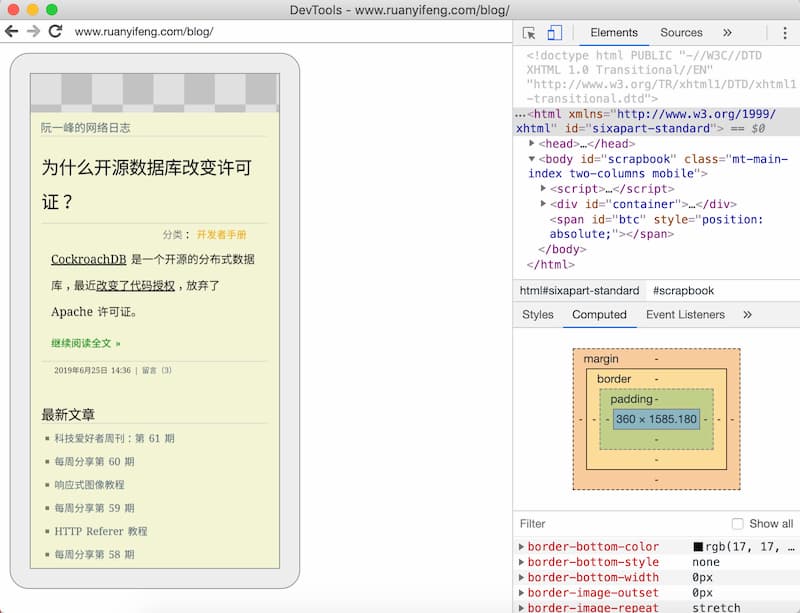 DevTools - www.ruanyifeng.com/blog/
www.ruanyifeng.com/blog/
阮一峰的网络日志
为什么开源数据库改变许可
证？
分类： 开发者手册
CockroachDB 是一个开源的分布式数据
库，最近改变了代码授权，放弃了
Apache 许可证。
继续阅读全文 »
2019年6月25日 14:36 | 留言（3）
最新文章
科技爱好者周刊：第 61 期
每周分享第 60 期
响应式图像教程
每周分享第 59 期
HTTP Referer 教程
每周分享第 58 期
Elements Sources »
<!doctype html PUBLIC "-//W3C//DTD
XHTML 1.0 Transitional//EN"
"http://www.w3.org/TR/xhtml1/DTD/xhtml1
-transitional.dtd">
…<html xmlns="http://www.w3.org/1999/
xhtml" id="sixapart-standard"> == $0
<head>…</head>
<body id="scrapbook" class="mt-main-
index two-columns mobile">
<script>…</script>
<div id="container">…</div>
<span id="btc" style="position:
absolute;"></span>
</body>
</html>
html#sixapart-standard #scrapbook
Styles Computed Event Listeners »
margin -
border -
padding -
- - - 360 × 1585.180 - - -
-
-
-
Filter Show all
border-bottom-color rgb(17, 17, …
border-bottom-style none
border-bottom-width 0px
border-image-outset 0px
border-image-repeat stretch